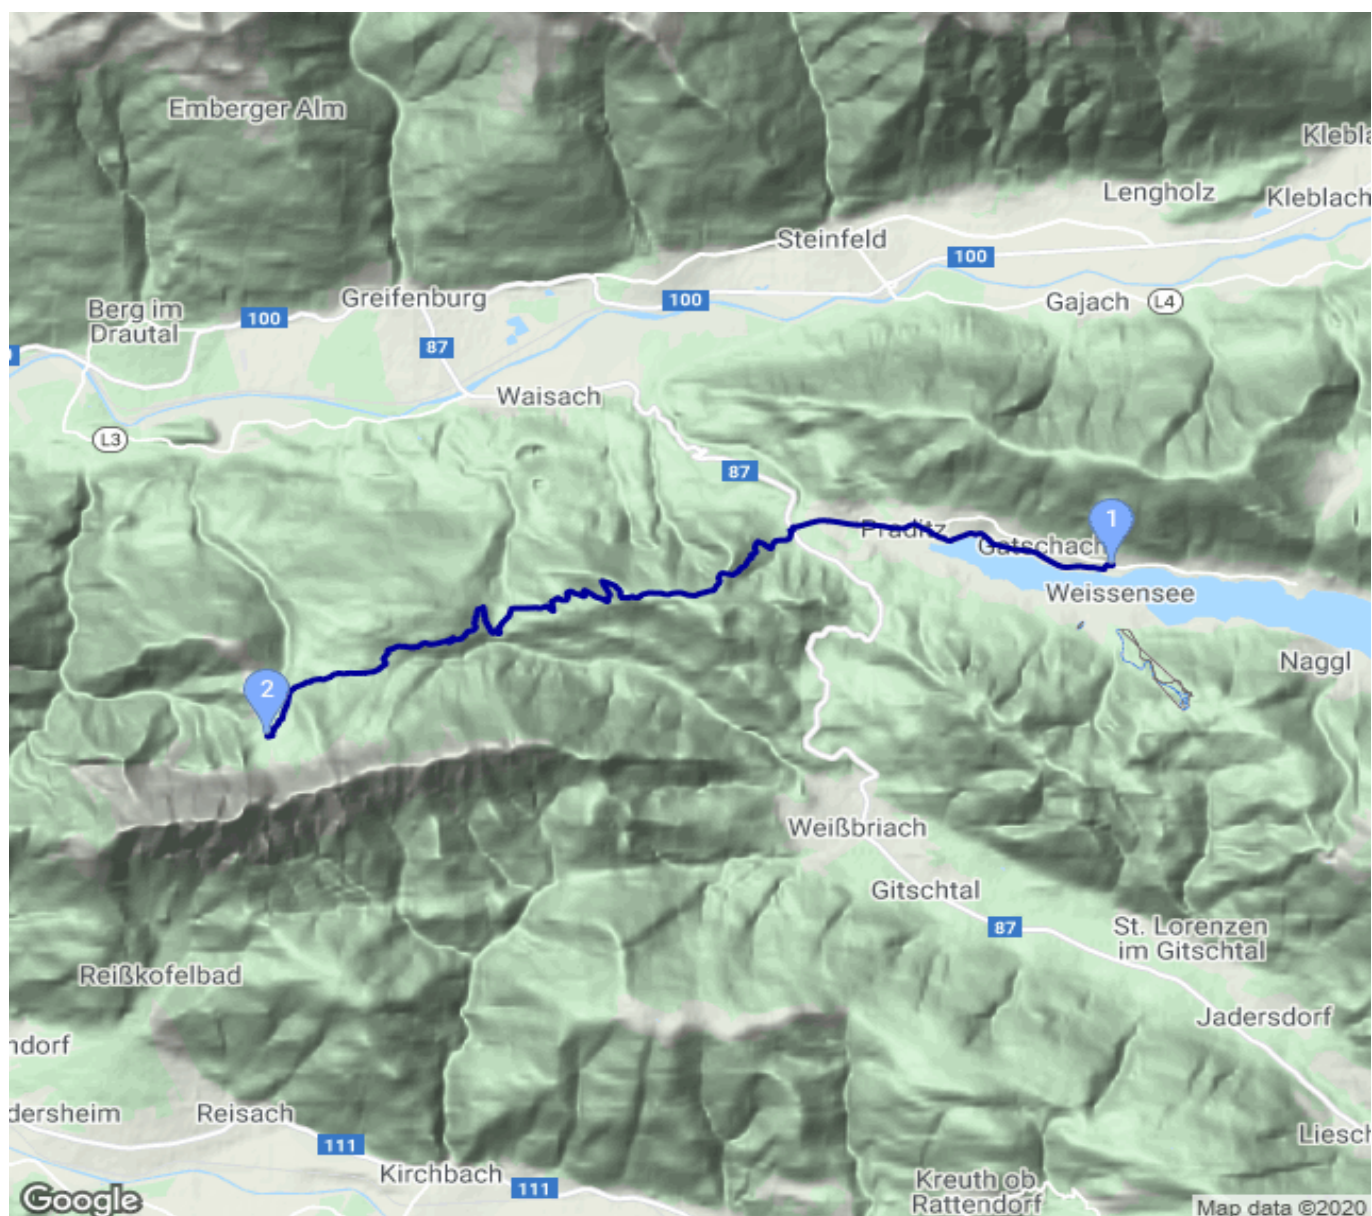 Emberger Alm
Klebla
Lengholz
Kleblach
Steinfeld
100
Greifenburg
100
Gajach
L4
Berg im
Drautal
100
87
Waisach
L3
87
1
Praditz
Gatschach
Weissensee
Naggl
2
Weißbriach
Gitschtal
87
St. Lorenzen
im Gitschtal
Reißkofelbad
Jadersdorf
ndorf
dersheim
Reisach
Liesch
111
Kirchbach
111
Kreuth ob
Rattendorf
Google
Map data ©2020